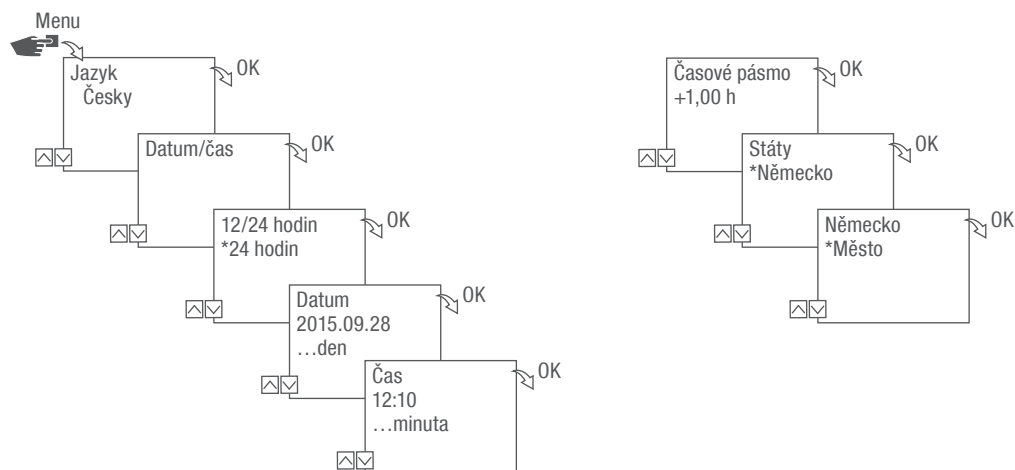 Menu
Jazyk
Česky
OK
Datum/čas
OK
12/24 hodin
*24 hodin
OK
Datum
2015.09.28
…den
OK
Čas
12:10
…minuta
OK
Časové pásmo
+1,00 h
OK
Státy
*Německo
OK
Německo
*Město
OK